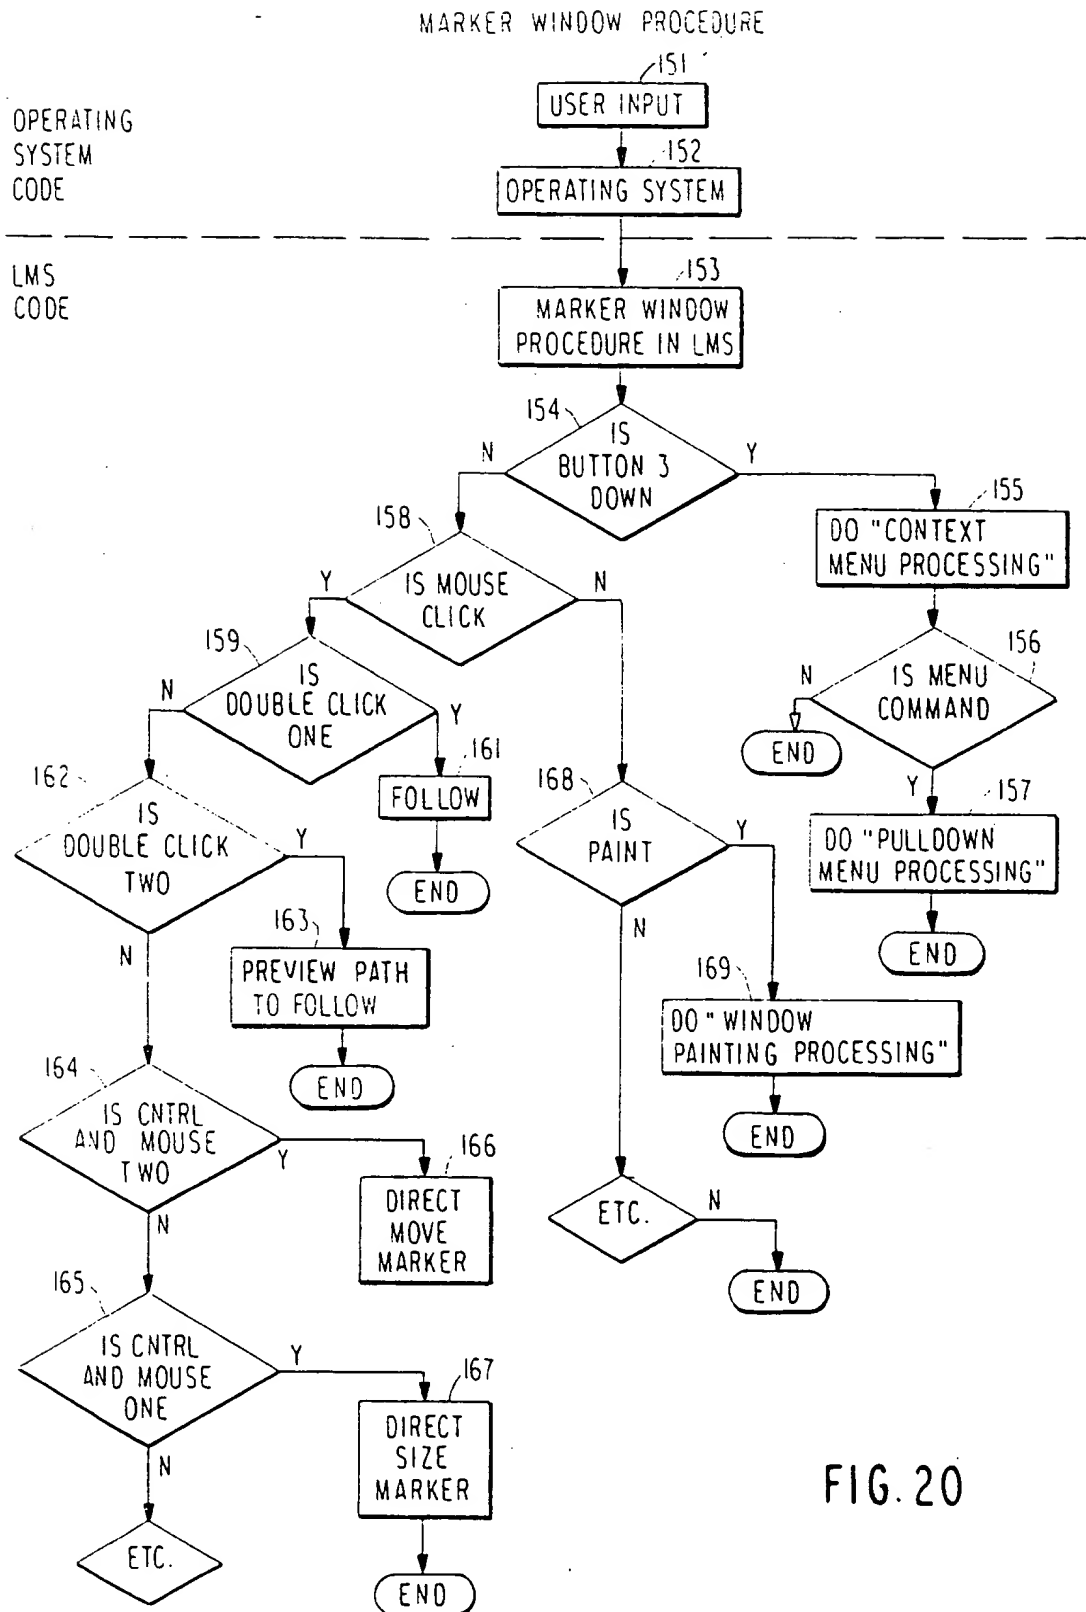 MARKER WINDOW PROCEDURE
151
USER INPUT
OPERATING
SYSTEM
CODE
152
OPERATING SYSTEM
LMS
CODE
153
MARKER WINDOW
PROCEDURE IN LMS
154
IS
BUTTON 3
DOWN
N
Y
155
DO "CONTEXT
MENU PROCESSING"
158
IS MOUSE
CLICK
Y
N
156
IS MENU
COMMAND
N
END
Y
157
DO "PULLDOWN
MENU PROCESSING"
END
159
IS
DOUBLE CLICK
ONE
N
Y
161
FOLLOW
END
162
IS
DOUBLE CLICK
TWO
Y
N
163
PREVIEW PATH
TO FOLLOW
END
168
IS
PAINT
Y
N
169
DO "WINDOW
PAINTING PROCESSING"
END
164
IS CNTRL
AND MOUSE
TWO
Y
N
166
DIRECT
MOVE
MARKER
ETC.
N
END
165
IS CNTRL
AND MOUSE
ONE
Y
N
167
DIRECT
SIZE
MARKER
END
ETC.
FIG. 20